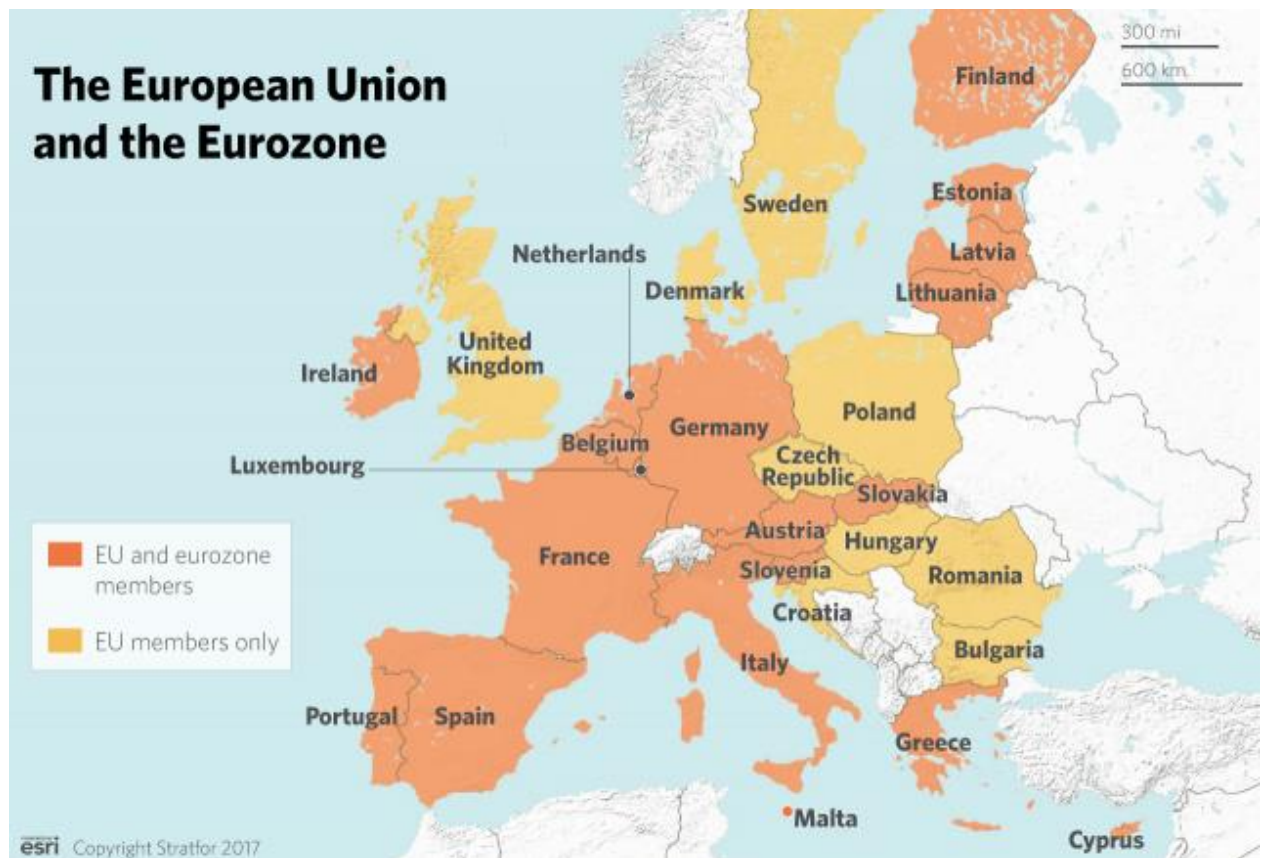 The European Union
and the Eurozone
300 mi
600 km
Finland
Sweden
Estonia
Latvia
Lithuania
Netherlands
Denmark
United
Kingdom
Ireland
Belgium
Germany
Poland
Luxembourg
Czech
Republic
Slovakia
Austria
Hungary
France
Slovenia
Romania
Croatia
Bulgaria
Italy
Portugal
Spain
Greece
Malta
Cyprus
EU and eurozone
members
EU members only
esri Copyright Stratfor 2017